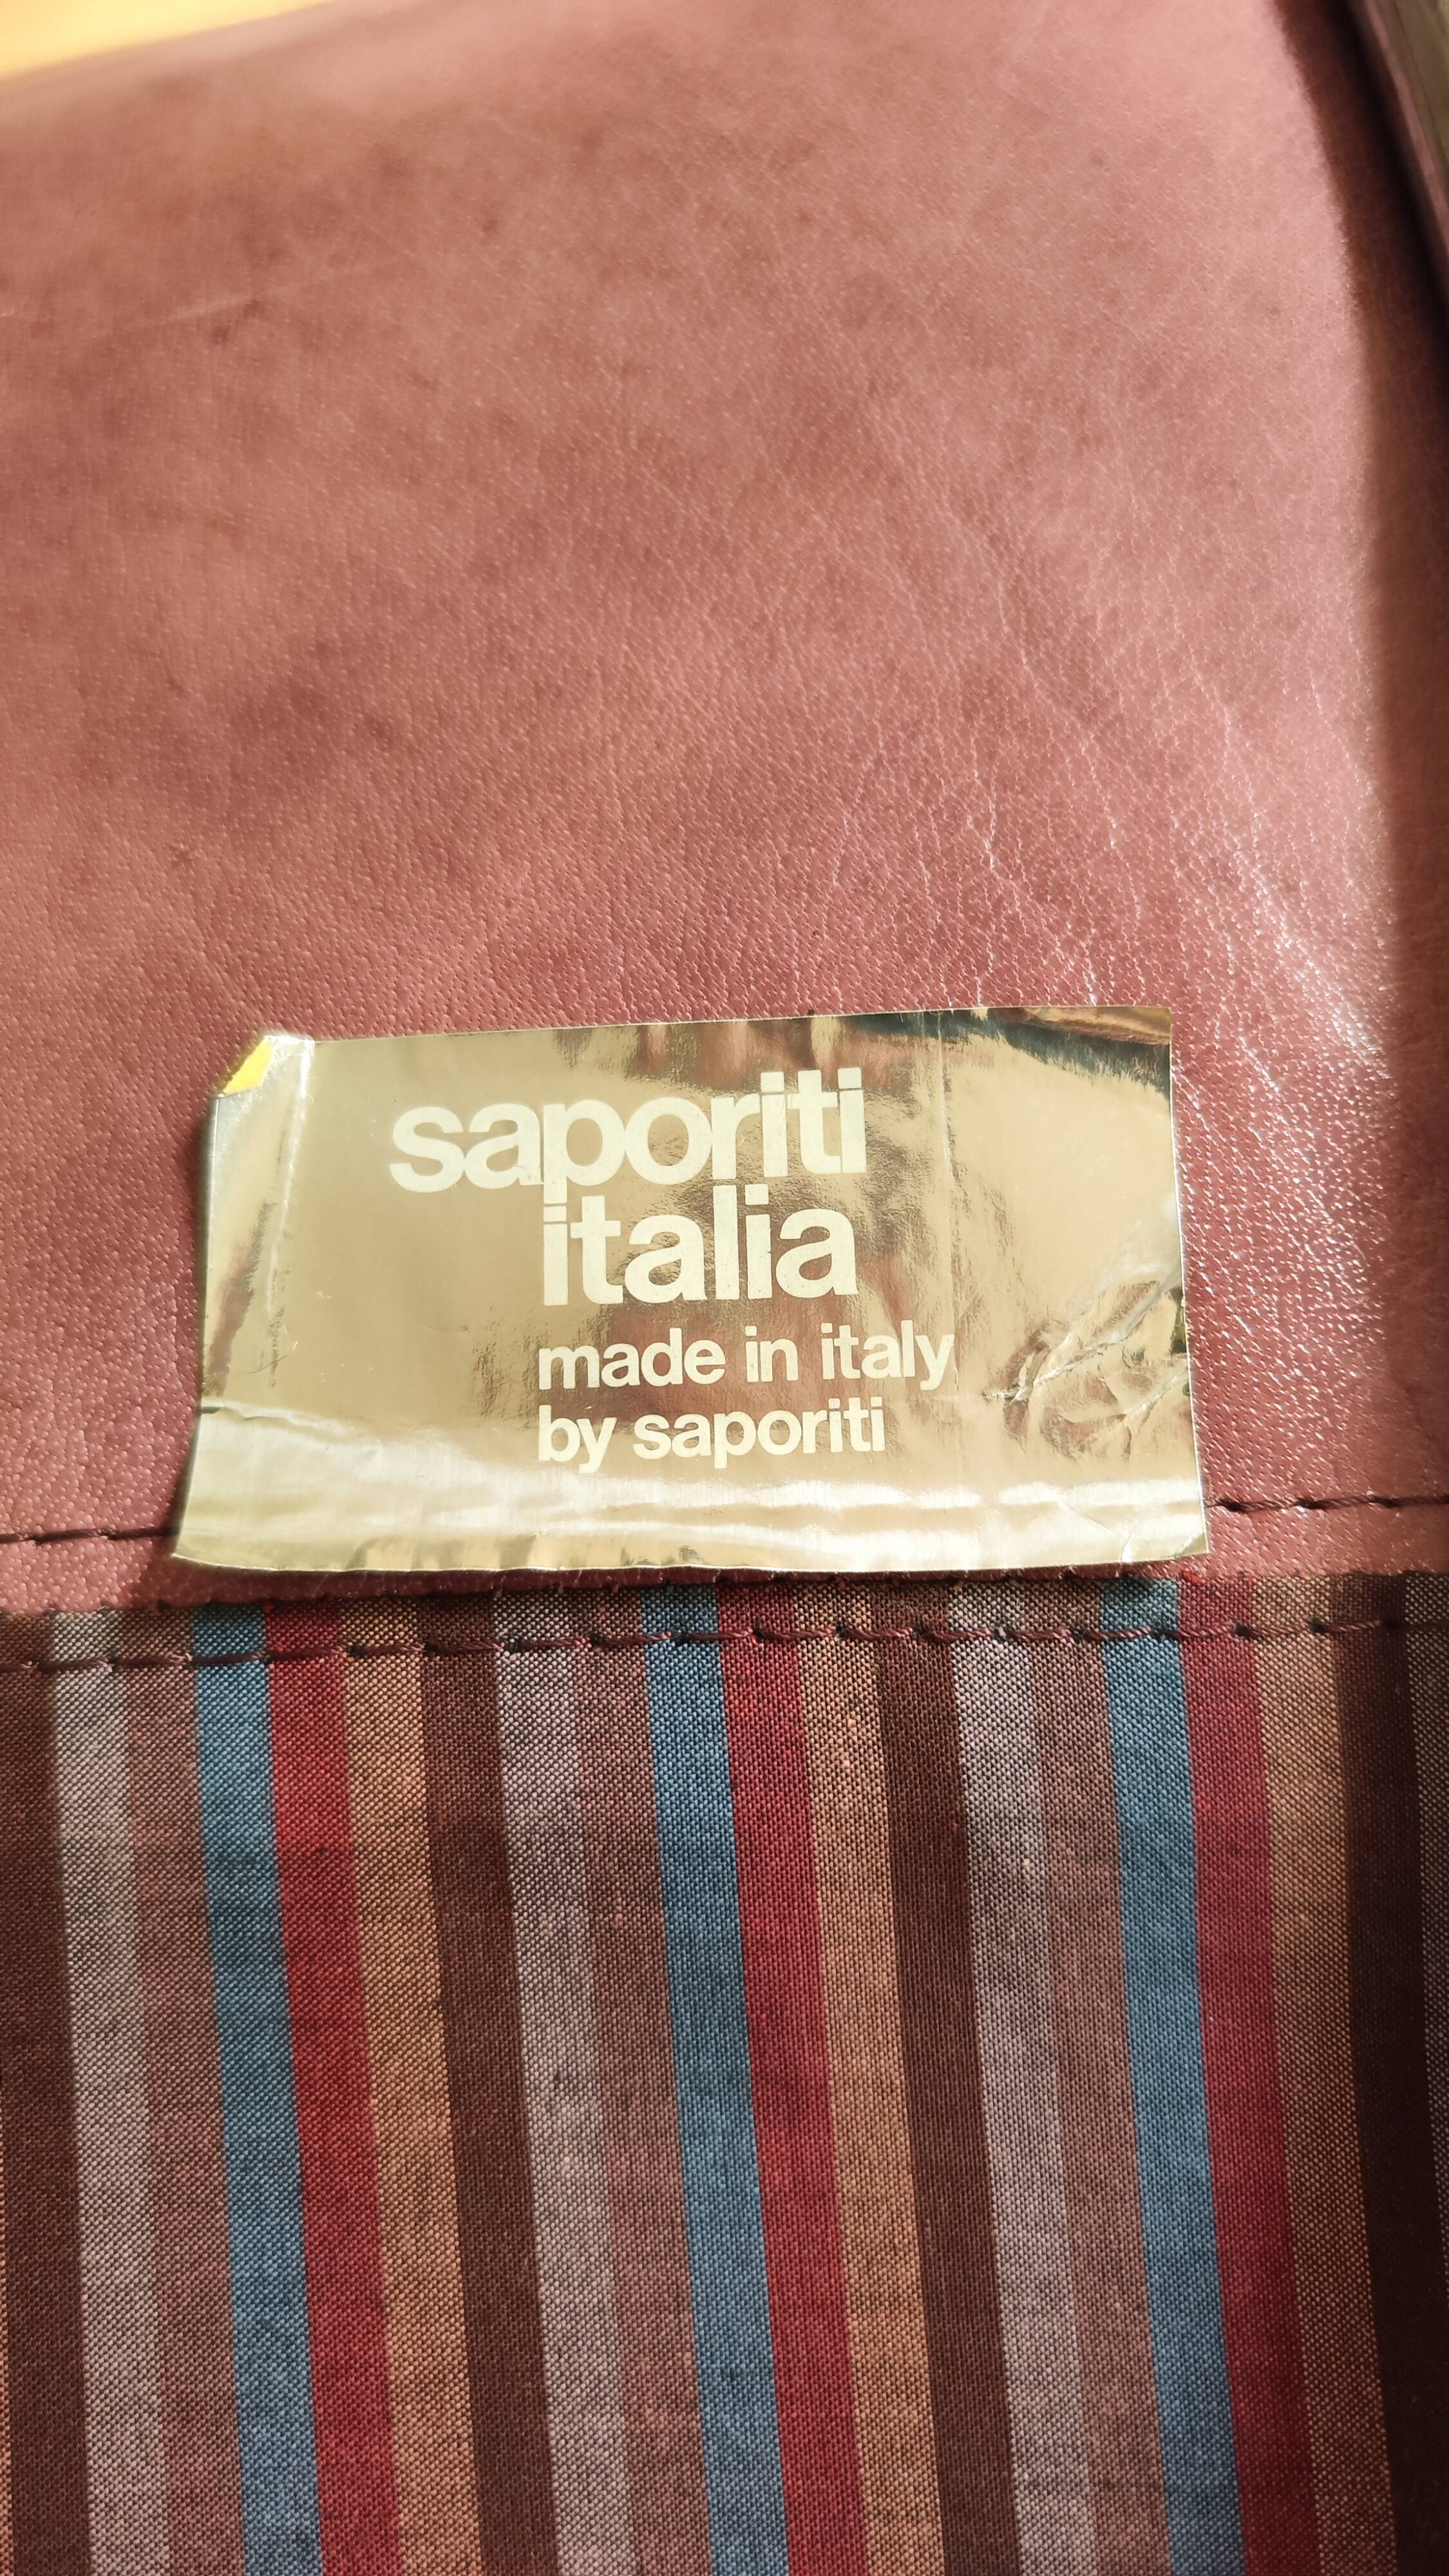 saporiti
italia
made in italy
by saporiti